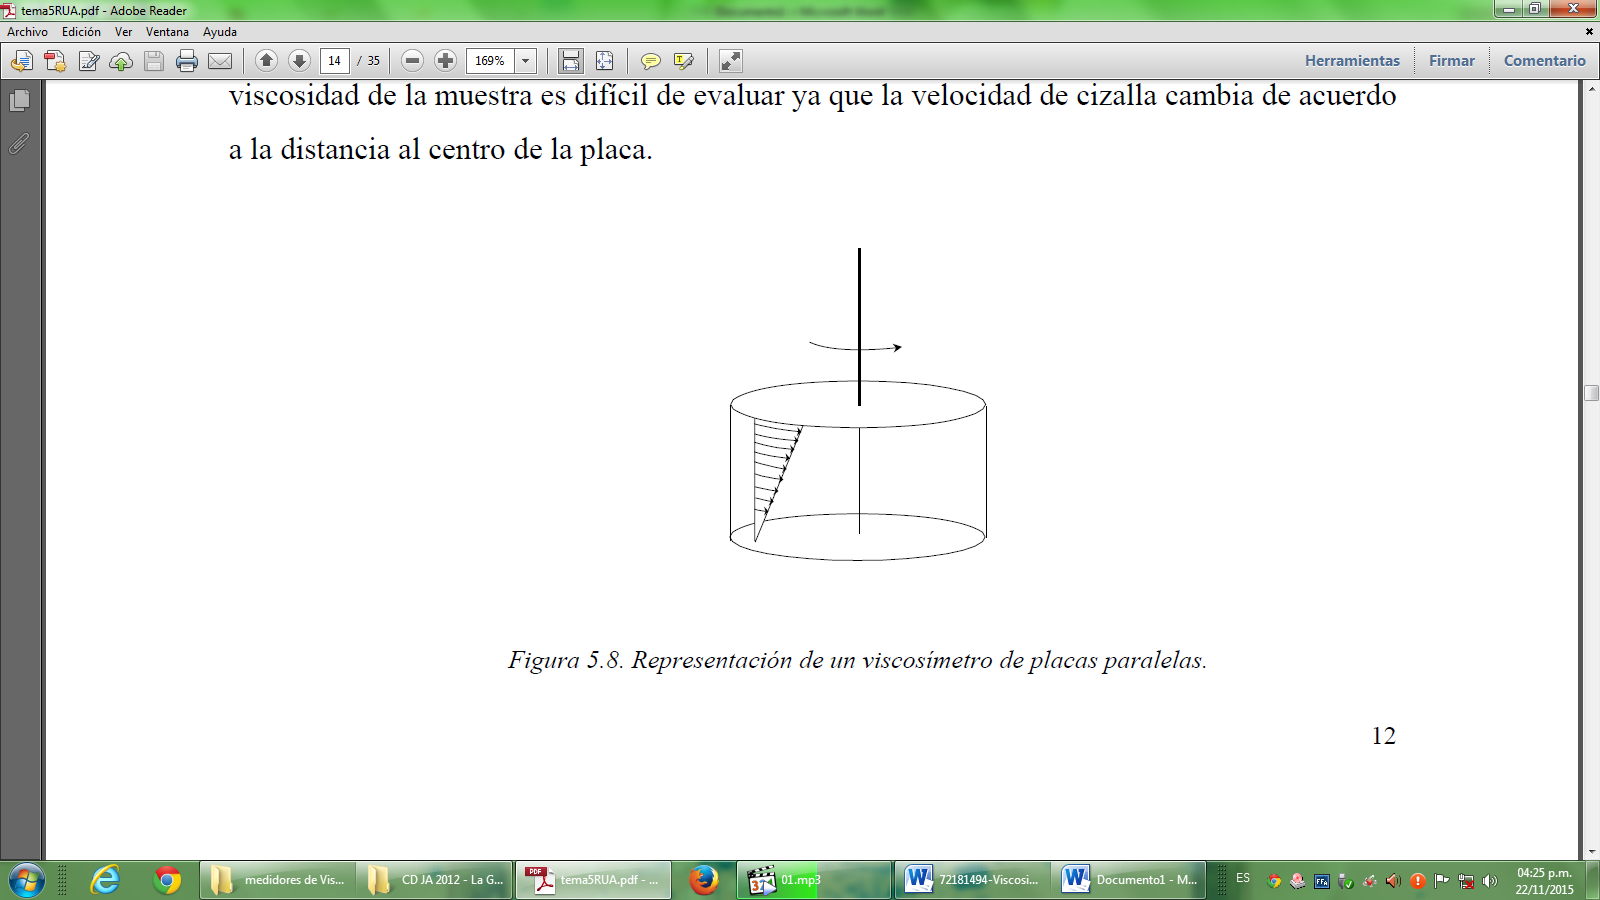 tema5RUA.pdf - Adobe Reader
Archivo Edición Ver Ventana Ayuda
14 / 35 169% Herramientas Firmar Comentario
viscosidad de la muestra es difícil de evaluar ya que la velocidad de cizalla cambia de acuerdo
a la distancia al centro de la placa.
Figura 5.8. Representación de un viscosímetro de placas paralelas.
12
medidores de Vis... CD JA 2012 - La G... tema5RUA.pdf - ... 01.mp3 72181494-Viscosi... Documento1 - M... ES 04:25 p.m.
22/11/2015